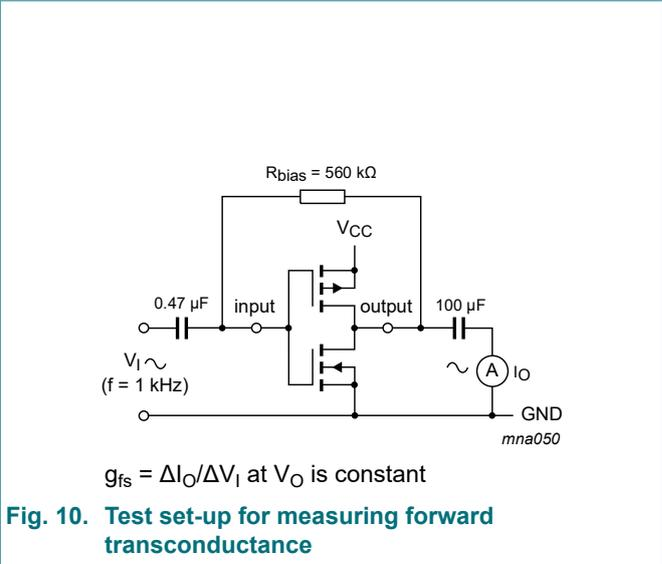 Rbias = 560 kΩ
VCC
0.47 µF
input
output
100 µF
VI ~
(f = 1 kHz)
~
A
IO
GND
mna050
gfs = ΔIO/ΔVI at VO is constant
Fig. 10. Test set-up for measuring forward
transconductance